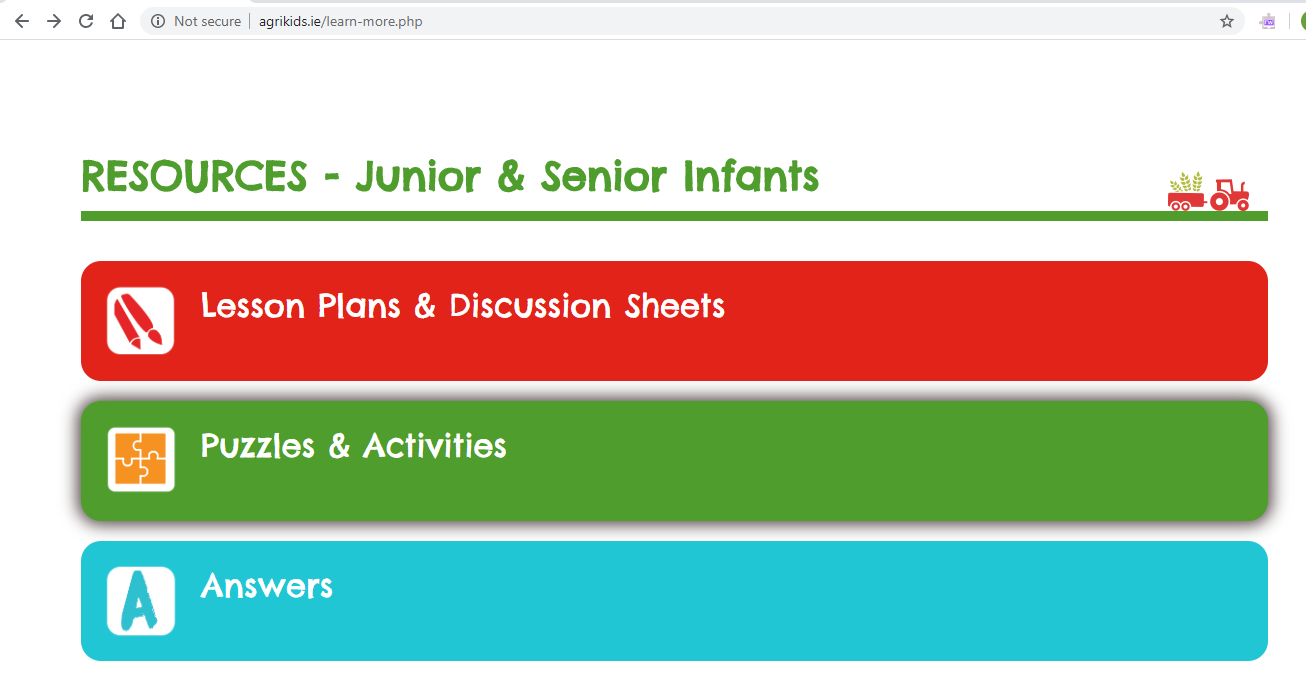 Not secure agrikids.ie/learn-more.php
RESOURCES - Junior & Senior Infants
Lesson Plans & Discussion Sheets
Puzzles & Activities
A Answers